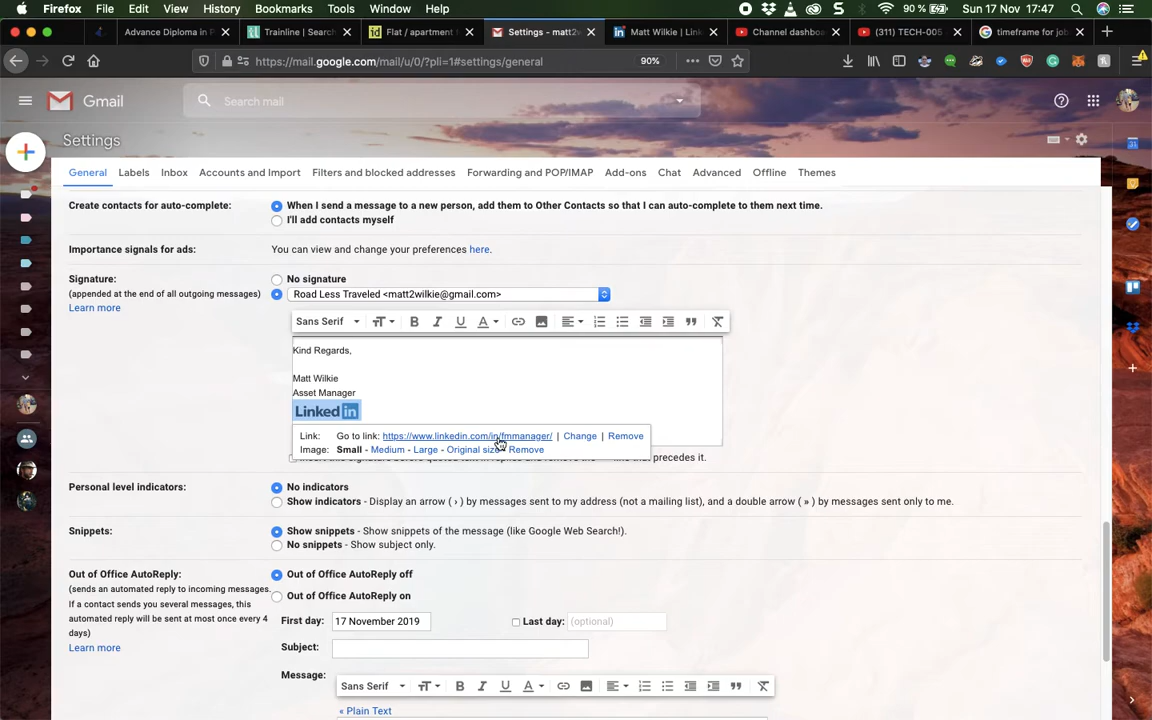 Firefox File Edit View History Bookmarks Tools Window Help 90 % Sun 17 Nov 17:47
Advance Diploma in P Trainline | Search Flat / apartment Settings - matt2 Matt Wilkie | Link Channel dashboa (311) TECH-005 timeframe for job
https://mail.google.com/mail/u/0/?pli=1#settings/general 90%
Gmail Search mail
Settings
General Labels Inbox Accounts and Import Filters and blocked addresses Forwarding and POP/IMAP Add-ons Chat Advanced Offline Themes
Create contacts for auto-complete: When I send a message to a new person, add them to Other Contacts so that I can auto-complete to them next time.
I'll add contacts myself
Importance signals for ads: You can view and change your preferences here.
Signature: No signature
(appended at the end of all outgoing messages) Road Less Traveled <matt2wilkie@gmail.com>
Learn more
Sans Serif
Kind Regards,
Matt Wilkie
Asset Manager
Linked in
Link: Go to link: https://www.linkedin.com/in/fmmanager/ | Change | Remove
Image: Small - Medium - Large - Original size - Remove
that precedes it.
Personal level indicators: No indicators
Show indicators - Display an arrow ( › ) by messages sent to my address (not a mailing list), and a double arrow ( » ) by messages sent only to me.
Snippets: Show snippets - Show snippets of the message (like Google Web Search!).
No snippets - Show subject only.
Out of Office AutoReply: Out of Office AutoReply off
(sends an automated reply to incoming messages. Out of Office AutoReply on
If a contact sends you several messages, this
automated reply will be sent at most once every 4
days)
Learn more
First day: 17 November 2019 Last day: (optional)
Subject:
Message:
Sans Serif
« Plain Text